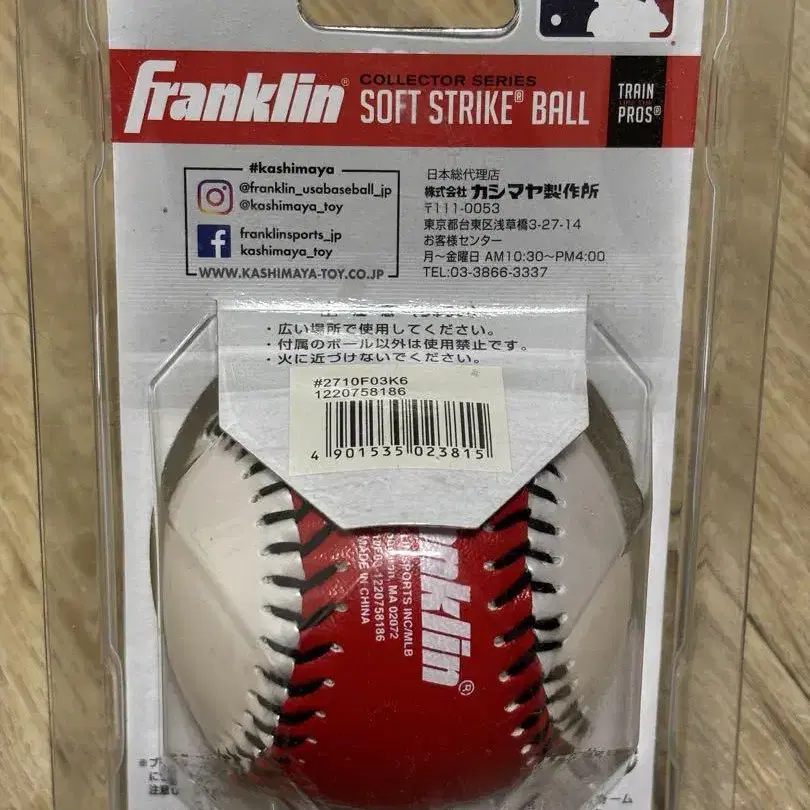 franklin®
COLLECTOR SERIES
SOFT STRIKE® BALL
TRAIN
LIKE THE
PROS®
#kashimaya
@franklin_usabaseball_jp
@kashimaya_toy
franklinsports_jp
kashimaya_toy
WWW.KASHIMAYA-TOY.CO.JP
日本総代理店
株式会社 カシマヤ製作所
〒111-0053
東京都台東区浅草橋3-27-14
お客様センター
月~金曜日 AM10:30~PM4:00
TEL:03-3866-3337
・広い場所で使用してください。
・付属のボール以外は使用禁止です。
・火に近づけないでください。
#2710F03K6
1220758186
4 901535 023815
nklin®
SPORTS INC/MLB
MA 02072
1220758186
MADE IN CHINA